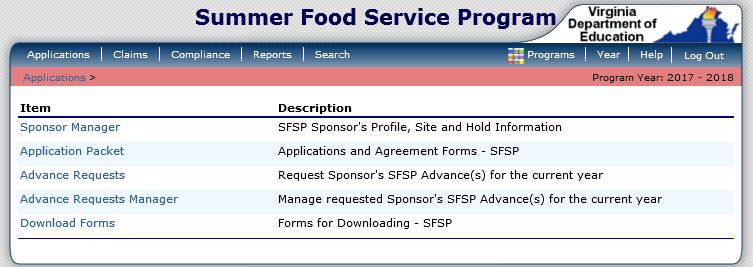 Summer Food Service Program
Virginia
Department of
Education
Applications Claims Compliance Reports Search Programs Year Help Log Out
Applications > Program Year: 2017 - 2018
Item Description
Sponsor Manager SFSP Sponsor's Profile, Site and Hold Information
Application Packet Applications and Agreement Forms - SFSP
Advance Requests Request Sponsor's SFSP Advance(s) for the current year
Advance Requests Manager Manage requested Sponsor's SFSP Advance(s) for the current year
Download Forms Forms for Downloading - SFSP